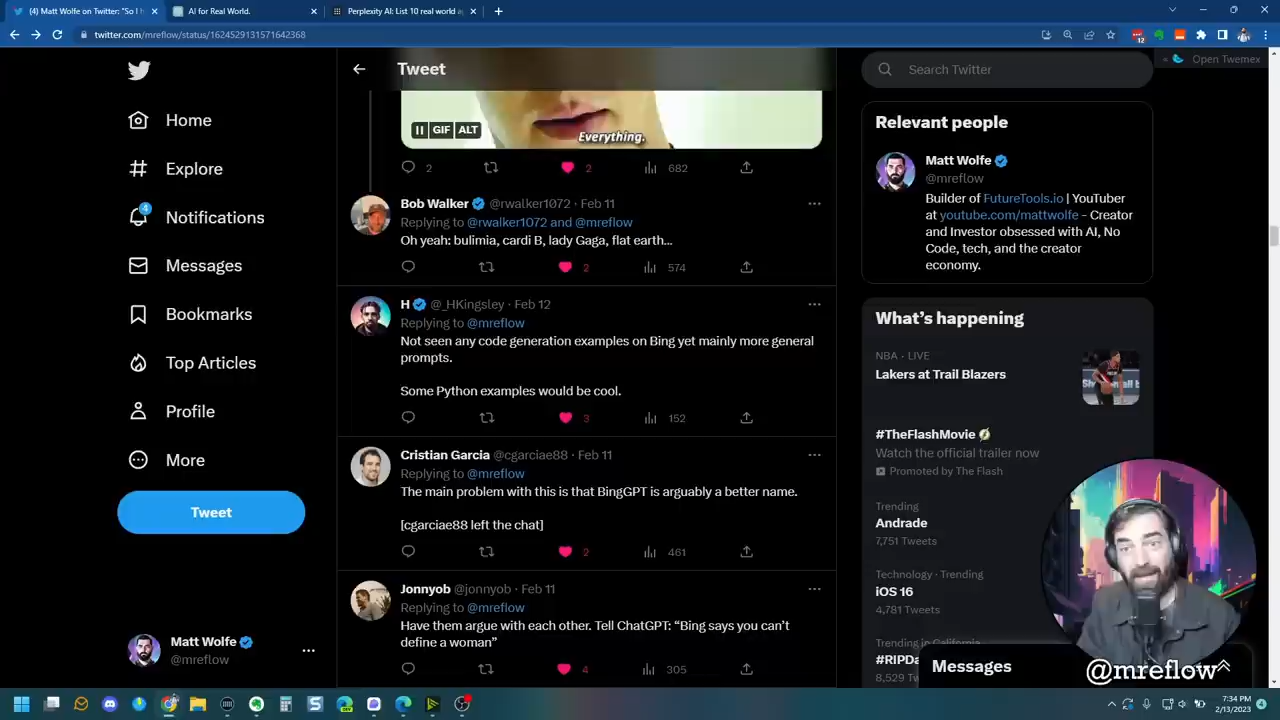 (4) Matt Wolfe on Twitter: "So I h
AI for Real World.
Perplexity AI: List 10 real world a
twitter.com/mreflow/status/1624529131571642368
12
Open Twemex
Home
Explore
4
Notifications
Messages
Bookmarks
Top Articles
Profile
More
Tweet
Matt Wolfe
@mreflow
Tweet
GIF ALT
Everything.
2
2
682
Bob Walker @rwalker1072 · Feb 11
Replying to @rwalker1072 and @mreflow
Oh yeah: bulimia, cardi B, lady Gaga, flat earth...
2
574
H @_HKingsley · Feb 12
Replying to @mreflow
Not seen any code generation examples on Bing yet mainly more general
prompts.
Some Python examples would be cool.
3
152
Cristian Garcia @cgarciae88 · Feb 11
Replying to @mreflow
The main problem with this is that BingGPT is arguably a better name.
[cgarciae88 left the chat]
2
461
Jonnyob @jonnyob · Feb 11
Replying to @mreflow
Have them argue with each other. Tell ChatGPT: “Bing says you can’t
define a woman”
4
305
Search Twitter
Relevant people
Matt Wolfe
@mreflow
Builder of FutureTools.io | YouTuber
at youtube.com/mattwolfe - Creator
and Investor obsessed with AI, No
Code, tech, and the creator
economy.
What’s happening
NBA · LIVE
Lakers at Trail Blazers
#TheFlashMovie
Watch the official trailer now
Promoted by The Flash
Trending
Andrade
7,751 Tweets
Technology · Trending
iOS 16
4,781 Tweets
Trending in California
#RIPDa
8,529 Tw
Messages
@mreflow
7:34 PM
2/13/2023
4